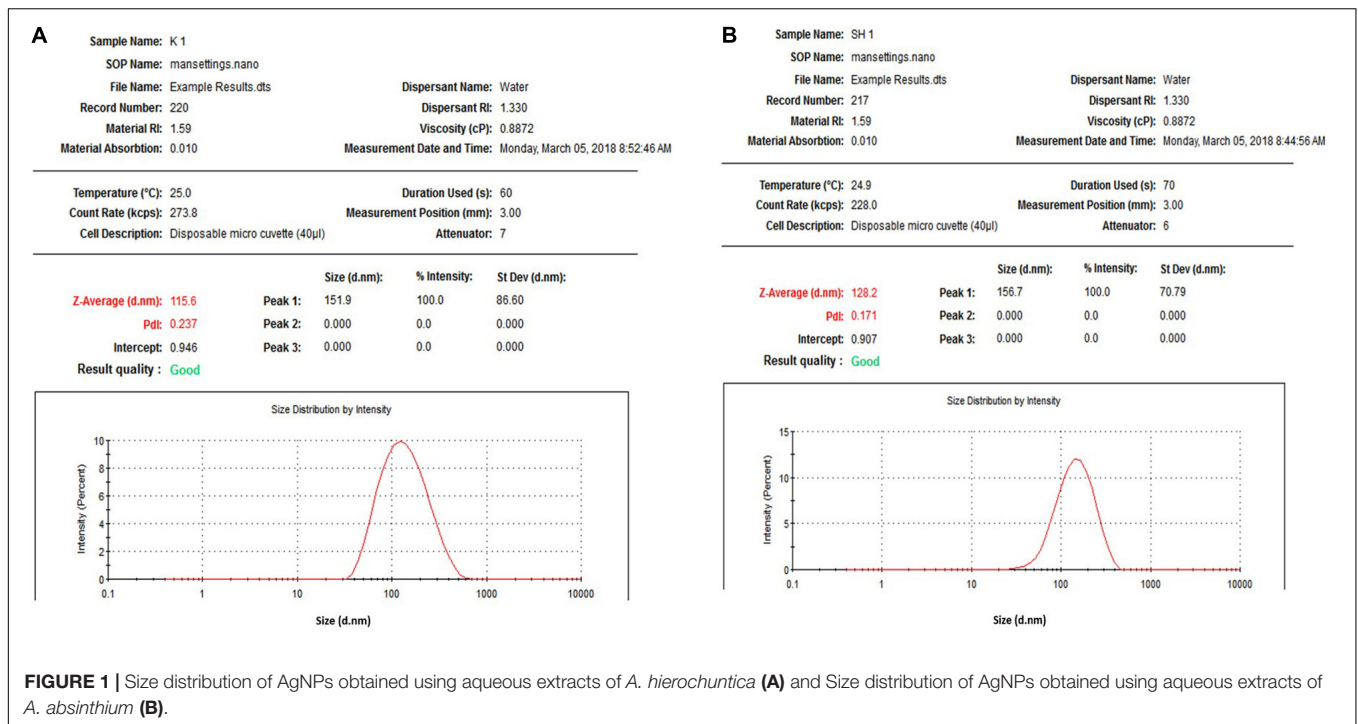 A
Sample Name: K 1
SOP Name: mansettings.nano
File Name: Example Results.dts Dispersant Name: Water
Record Number: 220 Dispersant RI: 1.330
Material RI: 1.59 Viscosity (cP): 0.8872
Material Absorbtion: 0.010 Measurement Date and Time: Monday, March 05, 2018 8:52:46 AM
Temperature (°C): 25.0 Duration Used (s): 60
Count Rate (kcps): 273.8 Measurement Position (mm): 3.00
Cell Description: Disposable micro cuvette (40µl) Attenuator: 7
Size (d.nm): % Intensity: St Dev (d.nm):
Z-Average (d.nm): 115.6 Peak 1: 151.9 100.0 86.60
PdI: 0.237 Peak 2: 0.000 0.0 0.000
Intercept: 0.946 Peak 3: 0.000 0.0 0.000
Result quality : Good
Size Distribution by Intensity
Intensity (Percent)
10
8
6
4
2
0
0.1 1 10 100 1000 10000
Size (d.nm)
B
Sample Name: SH 1
SOP Name: mansettings.nano
File Name: Example Results.dts Dispersant Name: Water
Record Number: 217 Dispersant RI: 1.330
Material RI: 1.59 Viscosity (cP): 0.8872
Material Absorbtion: 0.010 Measurement Date and Time: Monday, March 05, 2018 8:44:56 AM
Temperature (°C): 24.9 Duration Used (s): 70
Count Rate (kcps): 228.0 Measurement Position (mm): 3.00
Cell Description: Disposable micro cuvette (40µl) Attenuator: 6
Size (d.nm): % Intensity: St Dev (d.nm):
Z-Average (d.nm): 128.2 Peak 1: 156.7 100.0 70.79
PdI: 0.171 Peak 2: 0.000 0.0 0.000
Intercept: 0.907 Peak 3: 0.000 0.0 0.000
Result quality : Good
Size Distribution by Intensity
Intensity (Percent)
15
10
5
0
0.1 1 10 100 1000 10000
Size (d.nm)
FIGURE 1 | Size distribution of AgNPs obtained using aqueous extracts of A. hierochuntica (A) and Size distribution of AgNPs obtained using aqueous extracts of
A. absinthium (B).